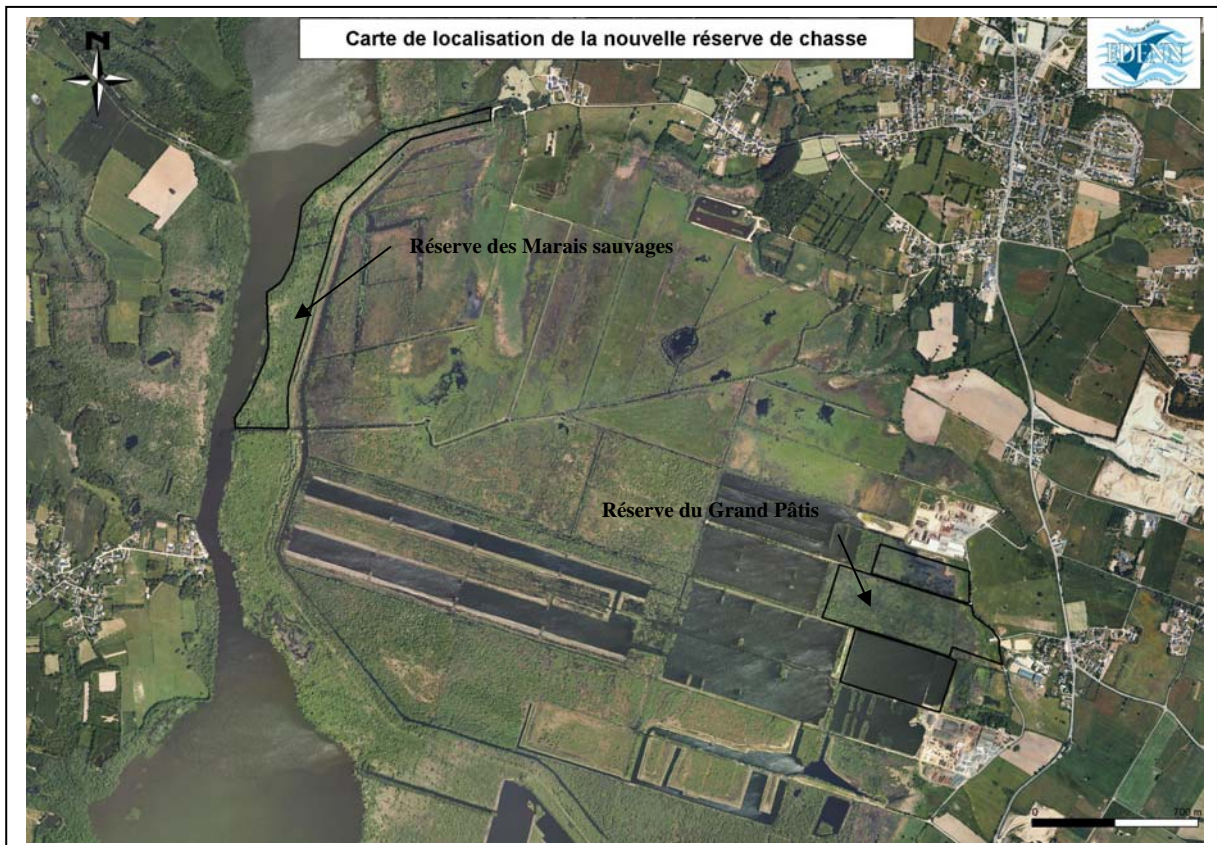 Carte de localisation de la nouvelle réserve de chasse
N
EDENN
Réserve des Marais sauvages
Réserve du Grand Pâtis
0
700 m